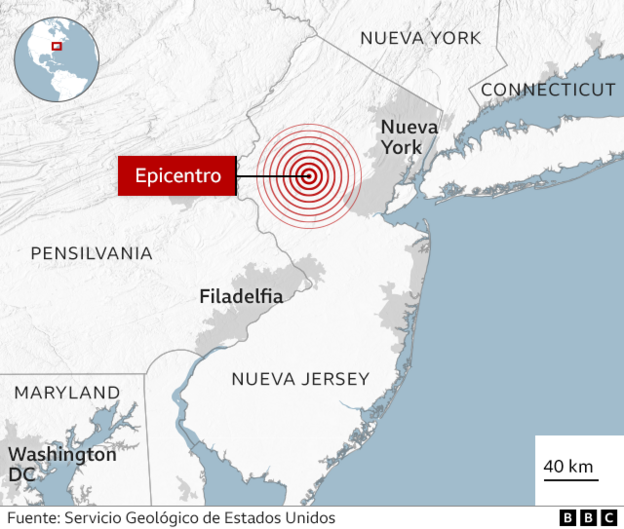 NUEVA YORK
CONNECTICUT
Nueva
York
Epicentro
PENSILVANIA
Filadelfia
NUEVA JERSEY
MARYLAND
Washington
DC
40 km
Fuente: Servicio Geológico de Estados Unidos
BBC